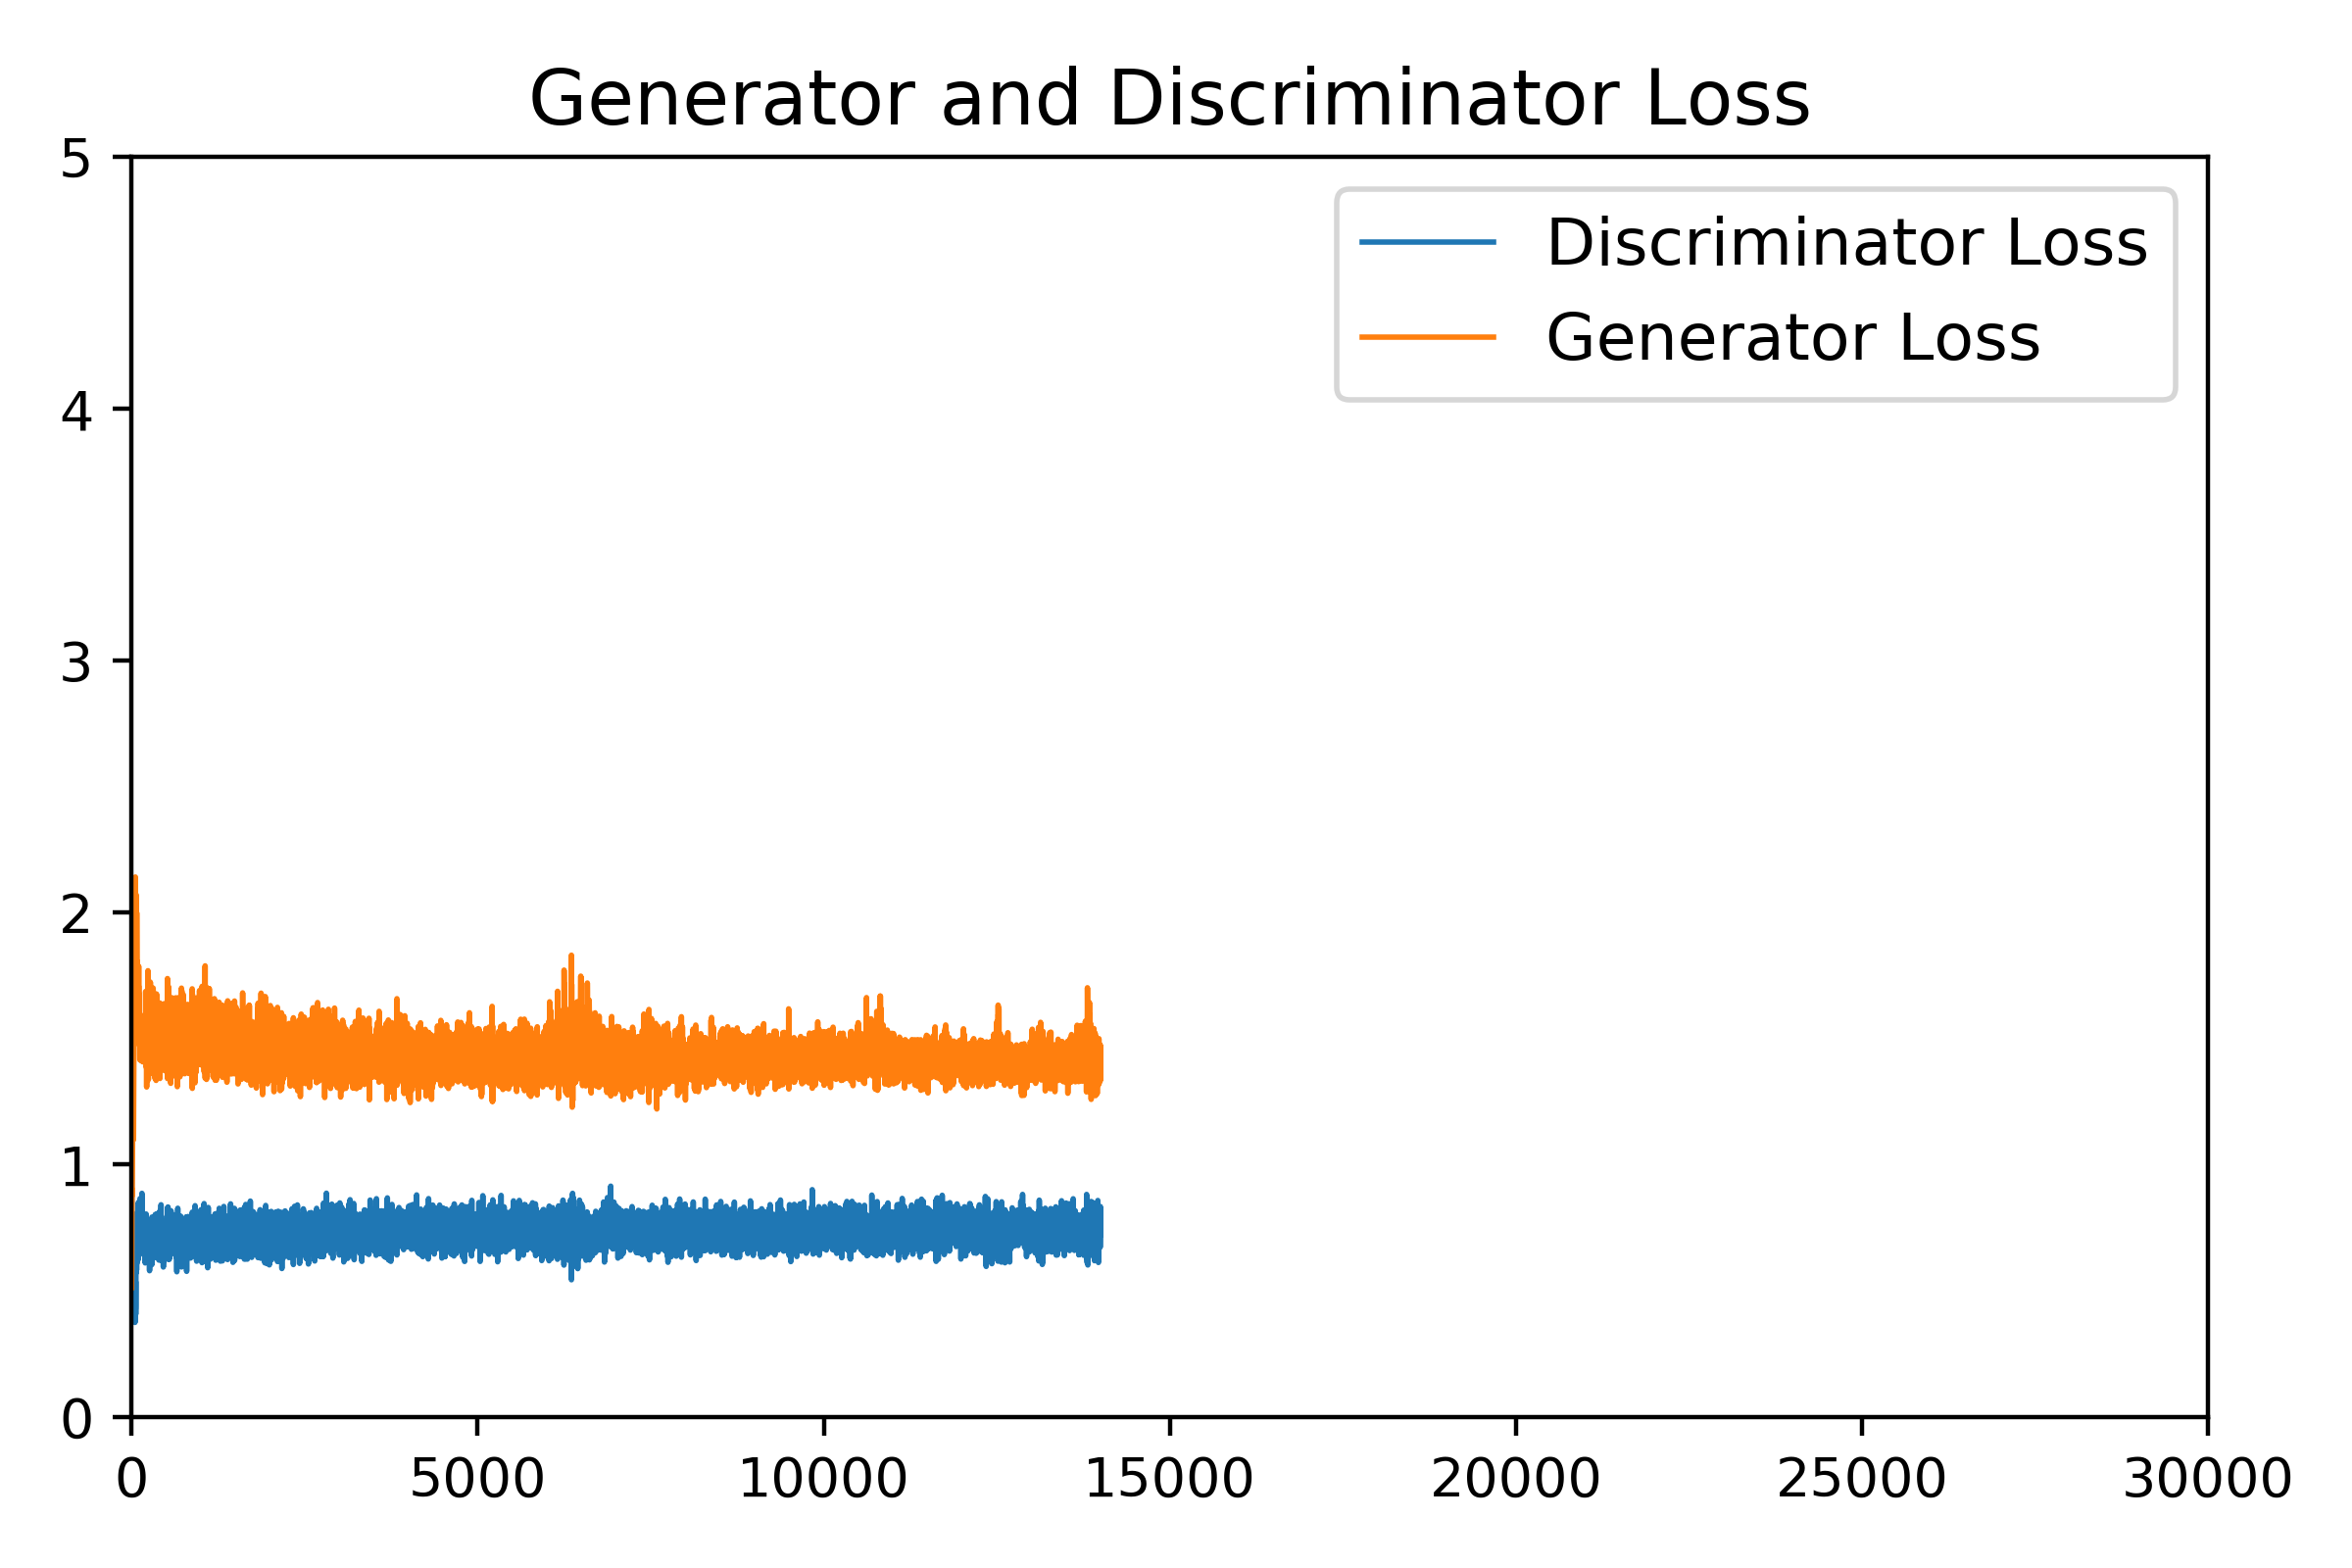 Generator and Discriminator Loss
5
Discriminator Loss
Generator Loss
4
3
2
1
0
0 5000 10000 15000 20000 25000 30000